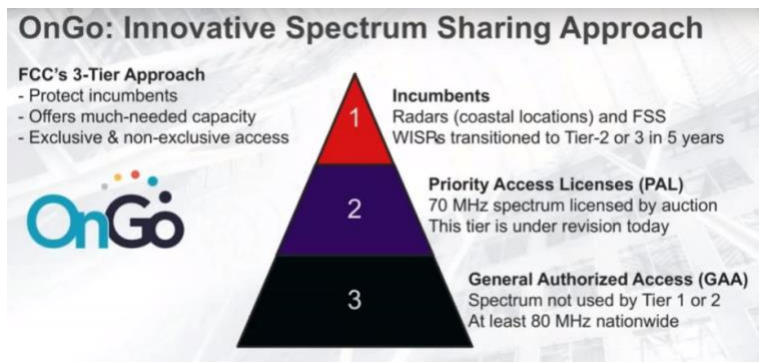 OnGo: Innovative Spectrum Sharing Approach
FCC's 3-Tier Approach
- Protect incumbents
- Offers much-needed capacity
- Exclusive & non-exclusive access
OnGo
1
Incumbents
Radars (coastal locations) and FSS
WISPs transitioned to Tier-2 or 3 in 5 years
2
Priority Access Licenses (PAL)
70 MHz spectrum licensed by auction
This tier is under revision today
3
General Authorized Access (GAA)
Spectrum not used by Tier 1 or 2
At least 80 MHz nationwide